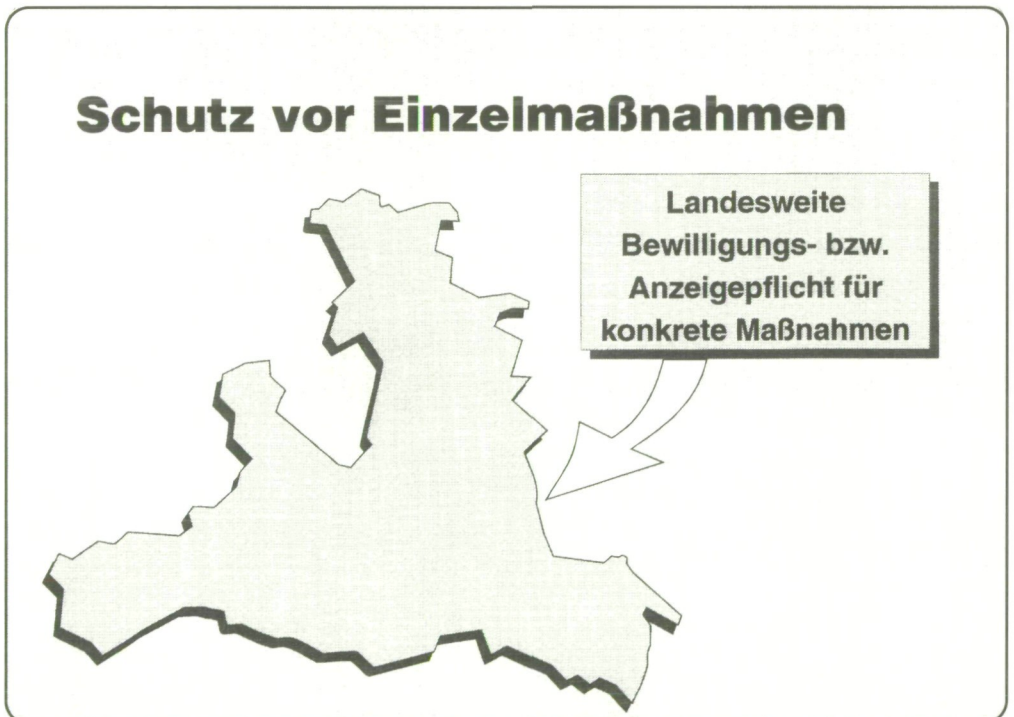 Schutz vor Einzelmaßnahmen
Landesweite
Bewilligungs- bzw.
Anzeigepflicht für
konkrete Maßnahmen